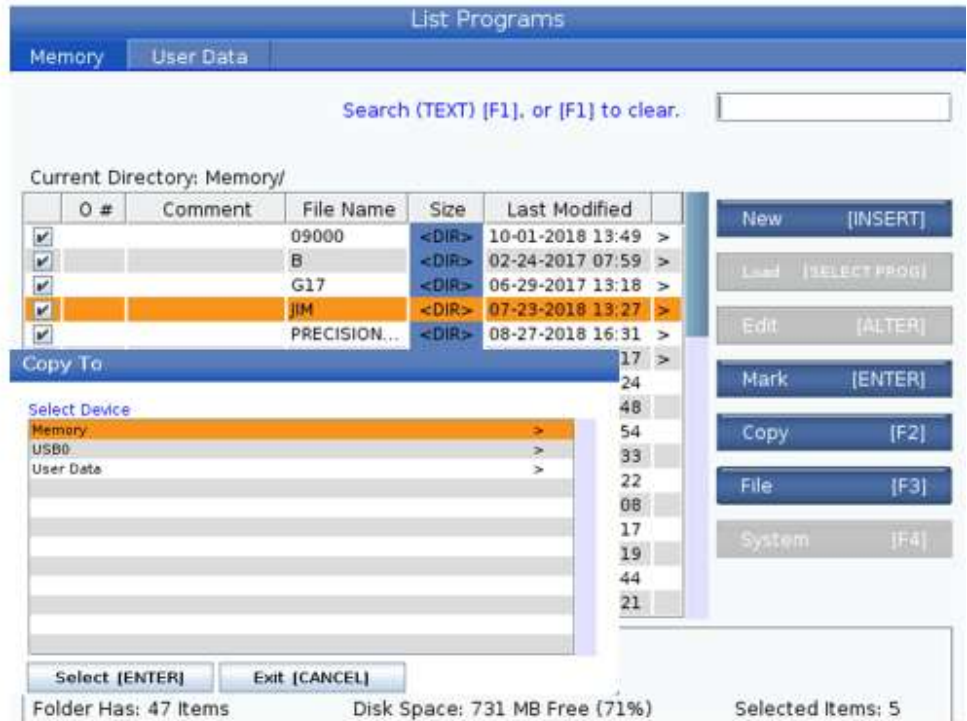 List Programs
Memory User Data
Search (TEXT) [F1], or [F1] to clear.
Current Directory: Memory/
O # Comment File Name Size Last Modified
09000 <DIR> 10-01-2018 13:49 >
B <DIR> 02-24-2017 07:59 >
G17 <DIR> 06-29-2017 13:18 >
JIM <DIR> 07-23-2018 13:27 >
PRECISION... <DIR> 08-27-2018 16:31 >
17 >
24
48
54
33
22
08
17
19
44
21
New [INSERT]
Load [SELECT PROG]
Edit [ALTER]
Mark [ENTER]
Copy [F2]
File [F3]
System [F4]
Copy To
Select Device
Memory >
USB0 >
User Data >
Select [ENTER] Exit [CANCEL]
Folder Has: 47 Items Disk Space: 731 MB Free (71%) Selected Items: 5